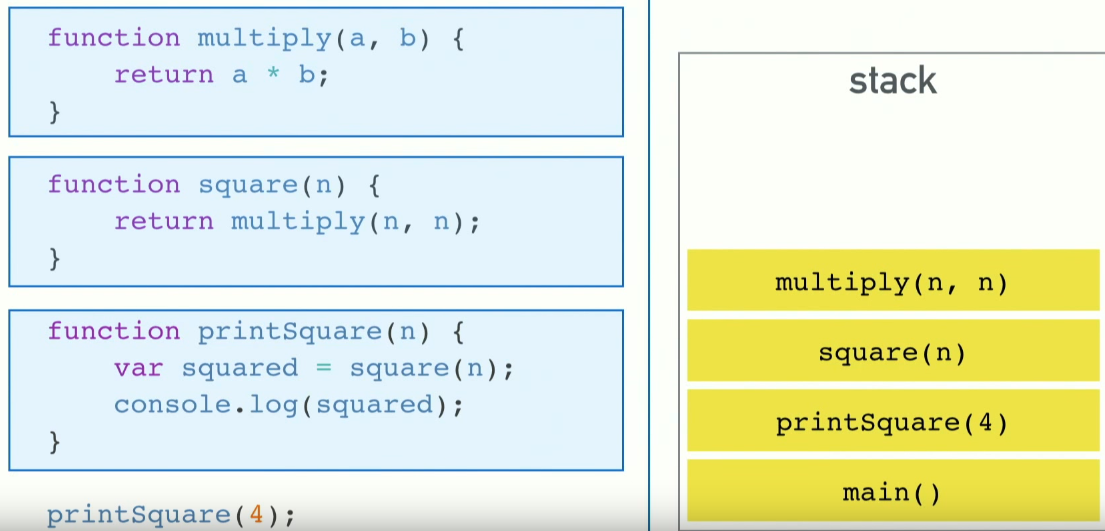 function multiply(a, b) {
    return a * b;
}
function square(n) {
    return multiply(n, n);
}
function printSquare(n) {
    var squared = square(n);
    console.log(squared);
}
printSquare(4);
stack
multiply(n, n)
square(n)
printSquare(4)
main()